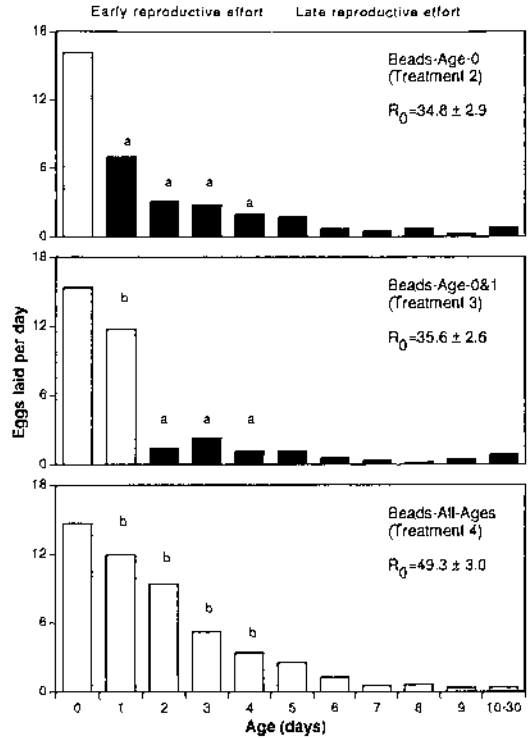 Early reproductive effort Late reproductive effort
Eggs laid per day
18
12
6
0
Beads-Age-0
(Treatment 2)
R0=34.8 ± 2.9
a
a a
a
18
12
6
0
Beads-Age-0&1
(Treatment 3)
R0=35.6 ± 2.6
b
a a a
18
12
6
0
Beads-All-Ages
(Treatment 4)
R0=49.3 ± 3.0
b
b
b
b
0 1 2 3 4 5 6 7 8 9 10-30
Age (days)